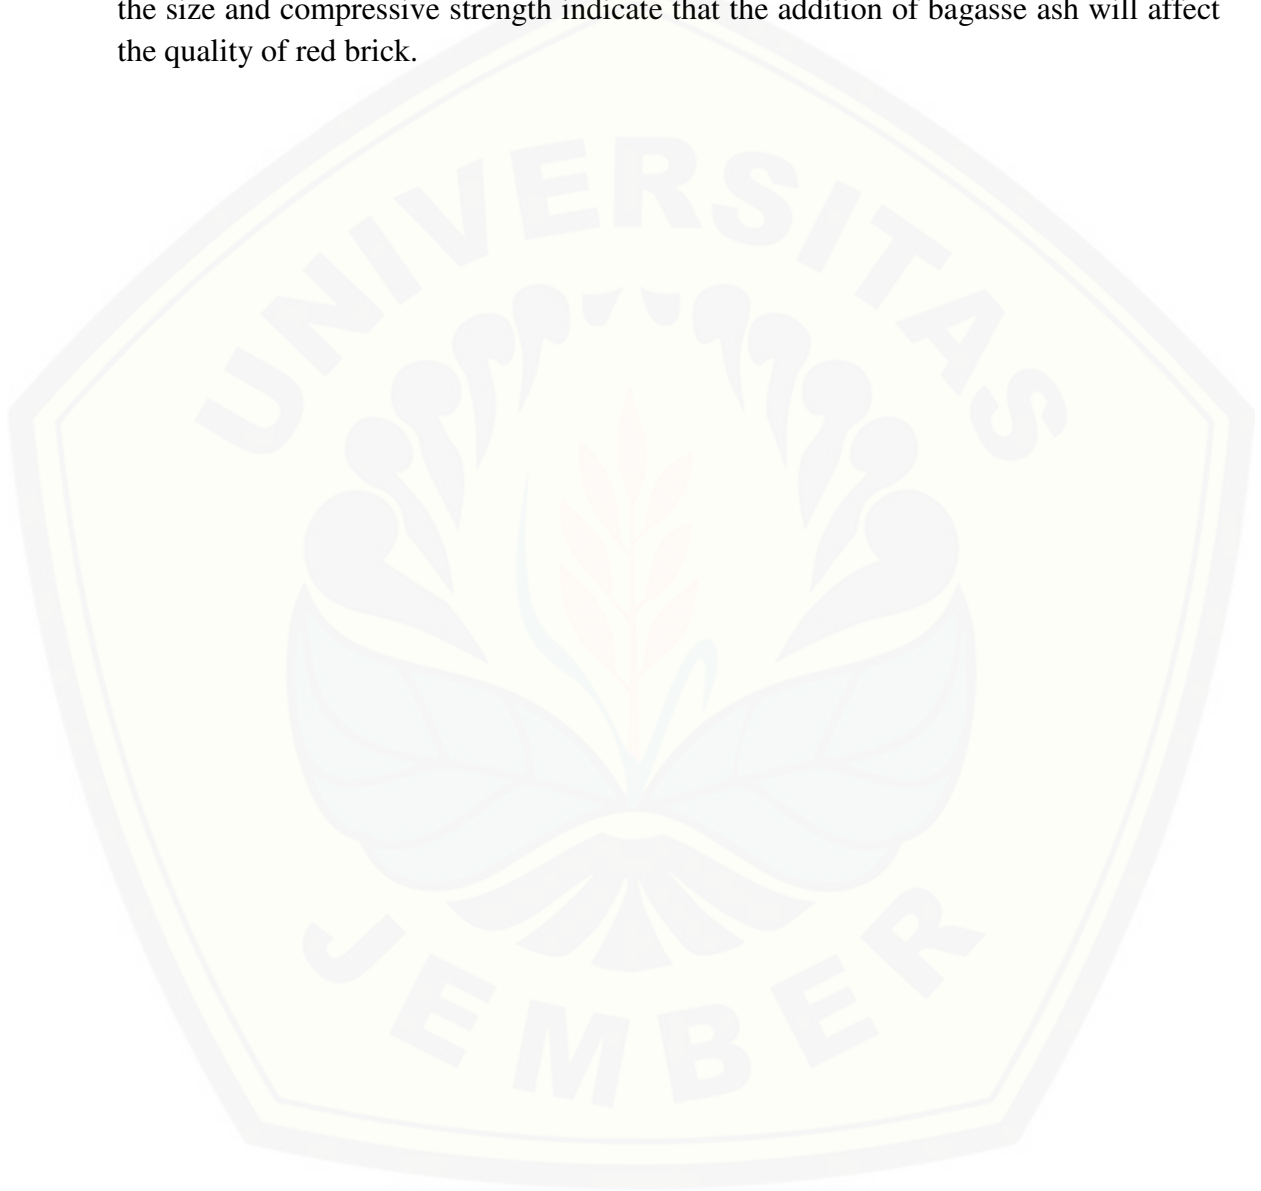 the size and compressive strength indicate that the addition of bagasse ash will affect
the quality of red brick.
UNIVERSITAS
JEMBER